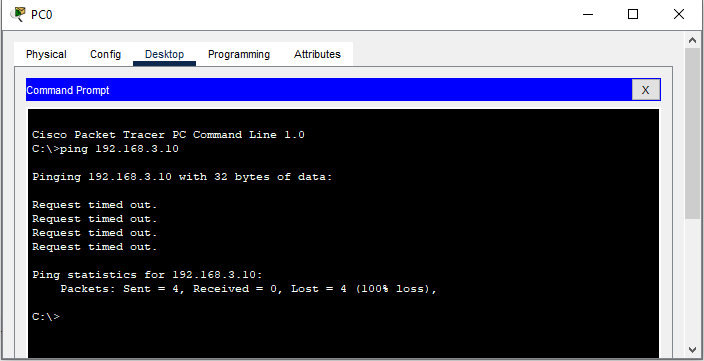 PC0
Physical Config Desktop Programming Attributes
Command Prompt X
Cisco Packet Tracer PC Command Line 1.0
C:\>ping 192.168.3.10
Pinging 192.168.3.10 with 32 bytes of data:
Request timed out.
Request timed out.
Request timed out.
Request timed out.
Ping statistics for 192.168.3.10:
    Packets: Sent = 4, Received = 0, Lost = 4 (100% loss),
C:\>